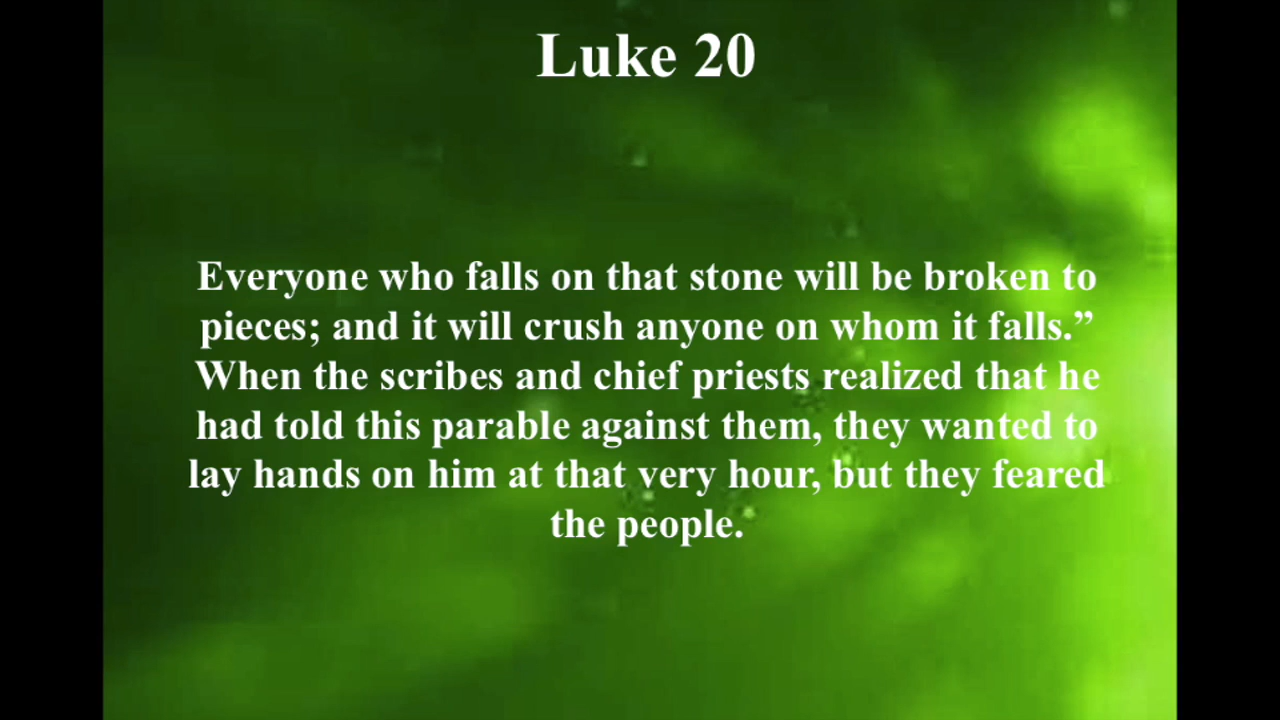 Luke 20
Everyone who falls on that stone will be broken to
pieces; and it will crush anyone on whom it falls.”
When the scribes and chief priests realized that he
had told this parable against them, they wanted to
lay hands on him at that very hour, but they feared
the people.